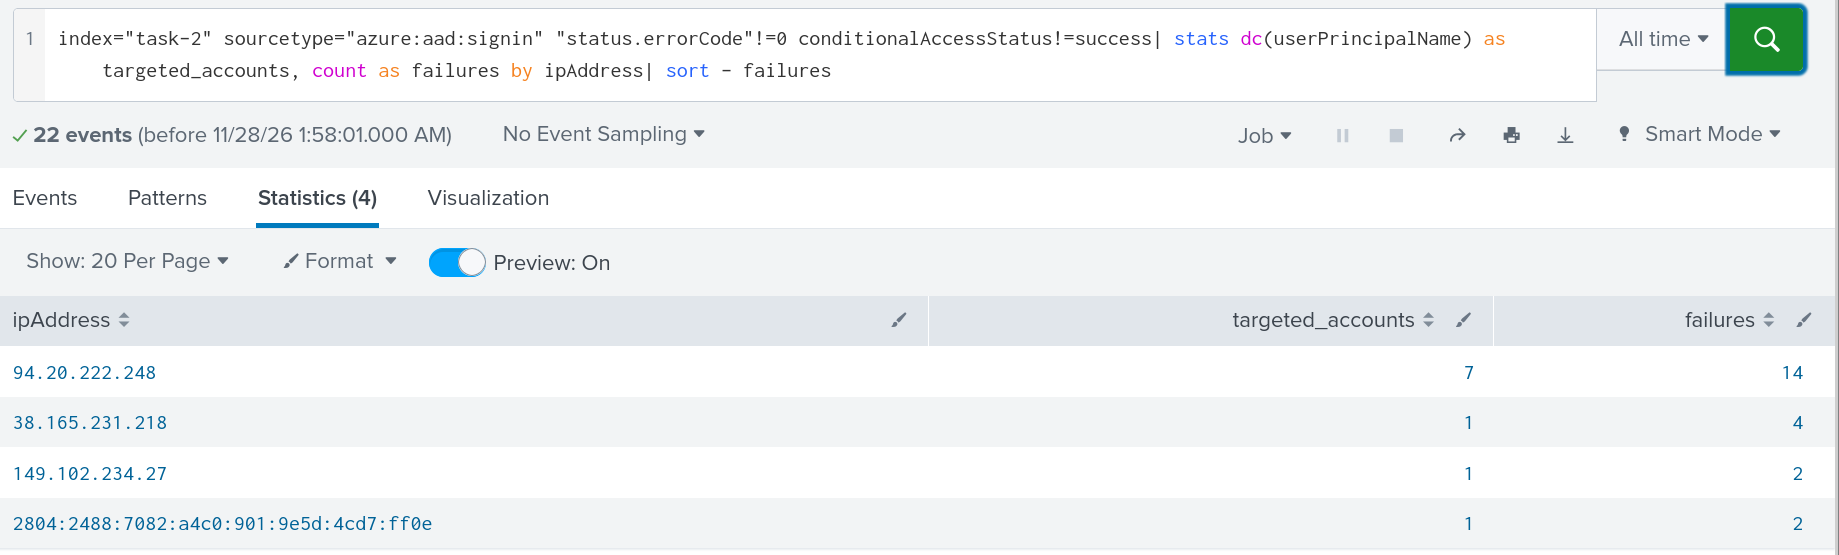 1 index="task-2" sourcetype="azure:aad:signin" "status.errorCode"!=0 conditionalAccessStatus!=success| stats dc(userPrincipalName) as
targeted_accounts, count as failures by ipAddress| sort - failures
All time
22 events (before 11/28/26 1:58:01.000 AM) No Event Sampling Job Smart Mode
Events Patterns Statistics (4) Visualization
Show: 20 Per Page Format Preview: On
ipAddress targeted_accounts failures
94.20.222.248 7 14
38.165.231.218 1 4
149.102.234.27 1 2
2804:2488:7082:a4c0:901:9e5d:4cd7:ff0e 1 2